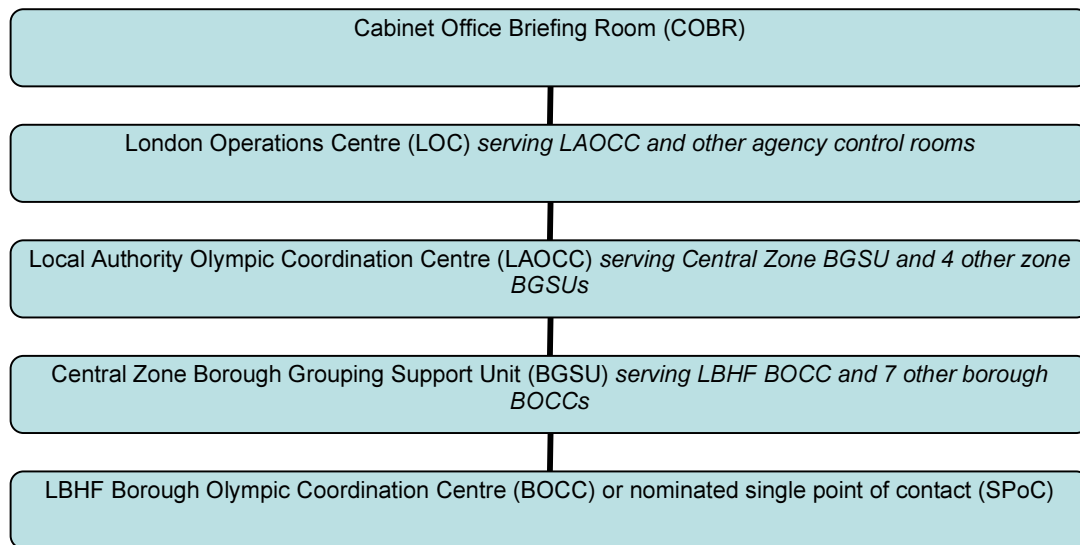 Cabinet Office Briefing Room (COBR)
London Operations Centre (LOC) serving LAOCC and other agency control rooms
Local Authority Olympic Coordination Centre (LAOCC) serving Central Zone BGSU and 4 other zone
BGSUs
Central Zone Borough Grouping Support Unit (BGSU) serving LBHF BOCC and 7 other borough
BOCCs
LBHF Borough Olympic Coordination Centre (BOCC) or nominated single point of contact (SPoC)